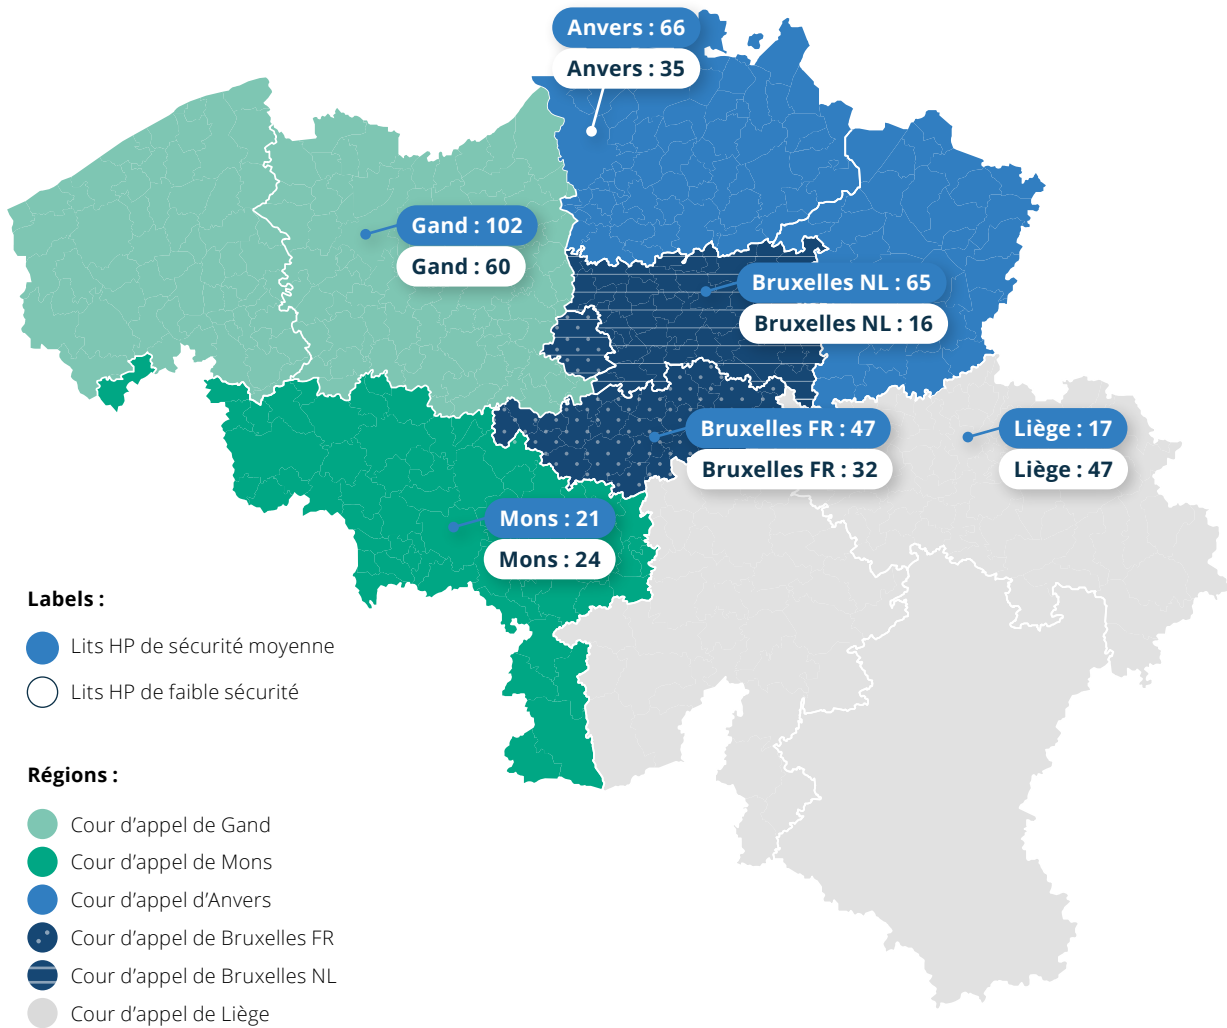 Anvers : 66
Anvers : 35
Gand : 102
Gand : 60
Bruxelles NL : 65
Bruxelles NL : 16
Bruxelles FR : 47
Bruxelles FR : 32
Liège : 17
Liège : 47
Mons : 21
Mons : 24
Labels :
Lits HP de sécurité moyenne
Lits HP de faible sécurité
Régions :
Cour d’appel de Gand
Cour d’appel de Mons
Cour d’appel d’Anvers
Cour d’appel de Bruxelles FR
Cour d’appel de Bruxelles NL
Cour d’appel de Liège